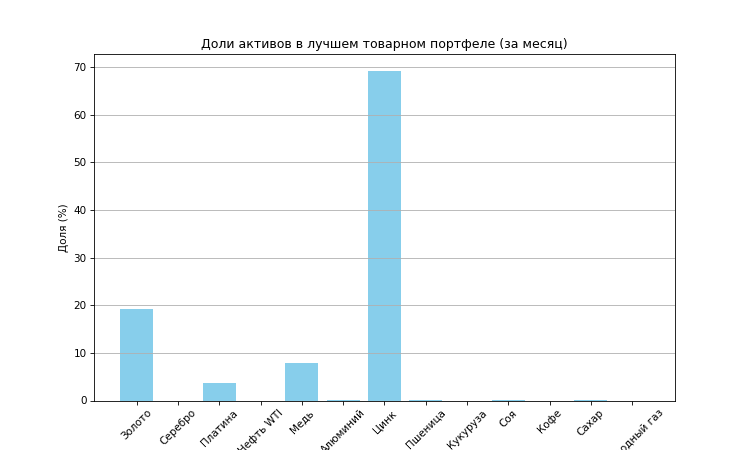 Доли активов в лучшем товарном портфеле (за месяц)
Доля (%)
70
60
50
40
30
20
10
0
Золото
Серебро
Платина
Нефть WTI
Медь
Алюминий
Цинк
Пшеница
Кукуруза
Соя
Кофе
Сахар
одный газ